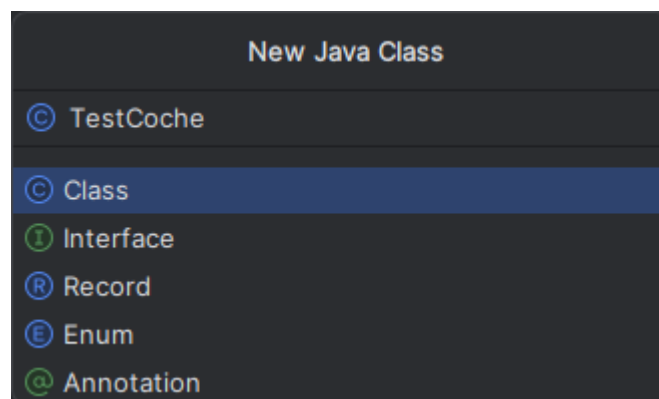 New Java Class
C TestCoche
C Class
I Interface
R Record
E Enum
@ Annotation